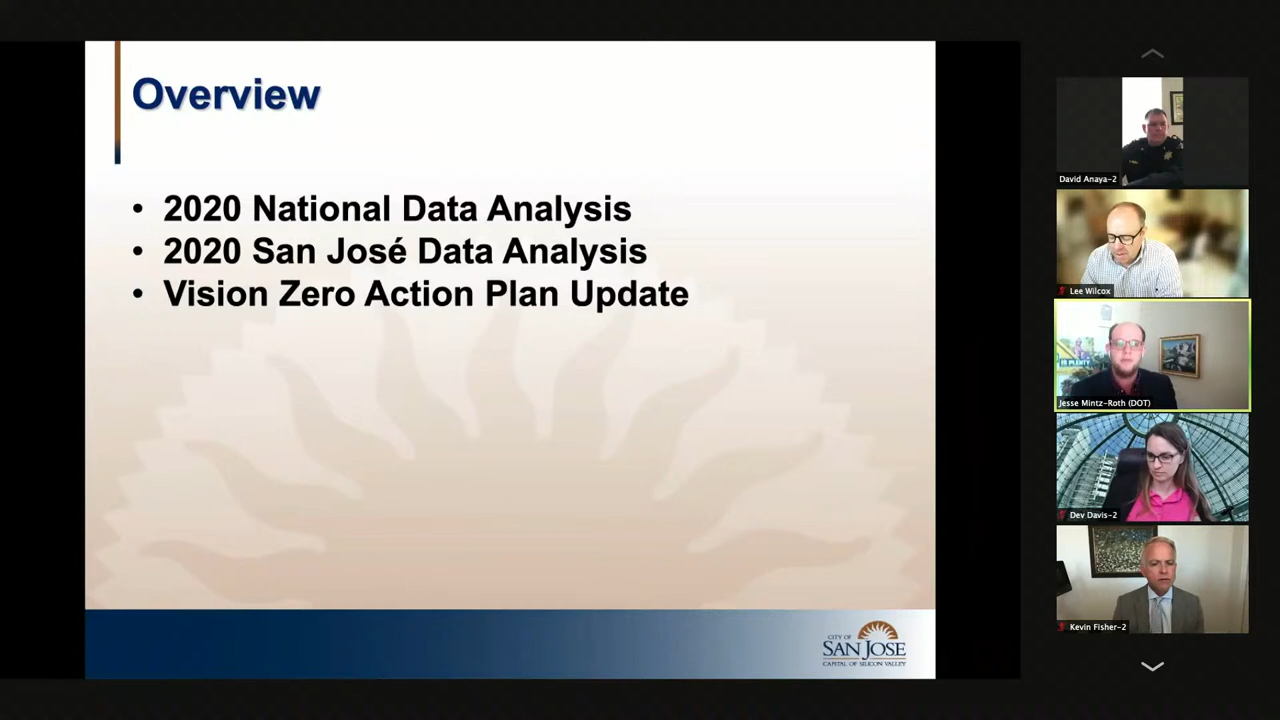 Overview
• 2020 National Data Analysis
• 2020 San José Data Analysis
• Vision Zero Action Plan Update
CITY OF
SAN JOSE
CAPITAL OF SILICON VALLEY
David Anaya-2
Lee Wilcox
IS PLENTY
Jesse Mintz-Roth (DOT)
Dev Davis-2
Kevin Fisher-2